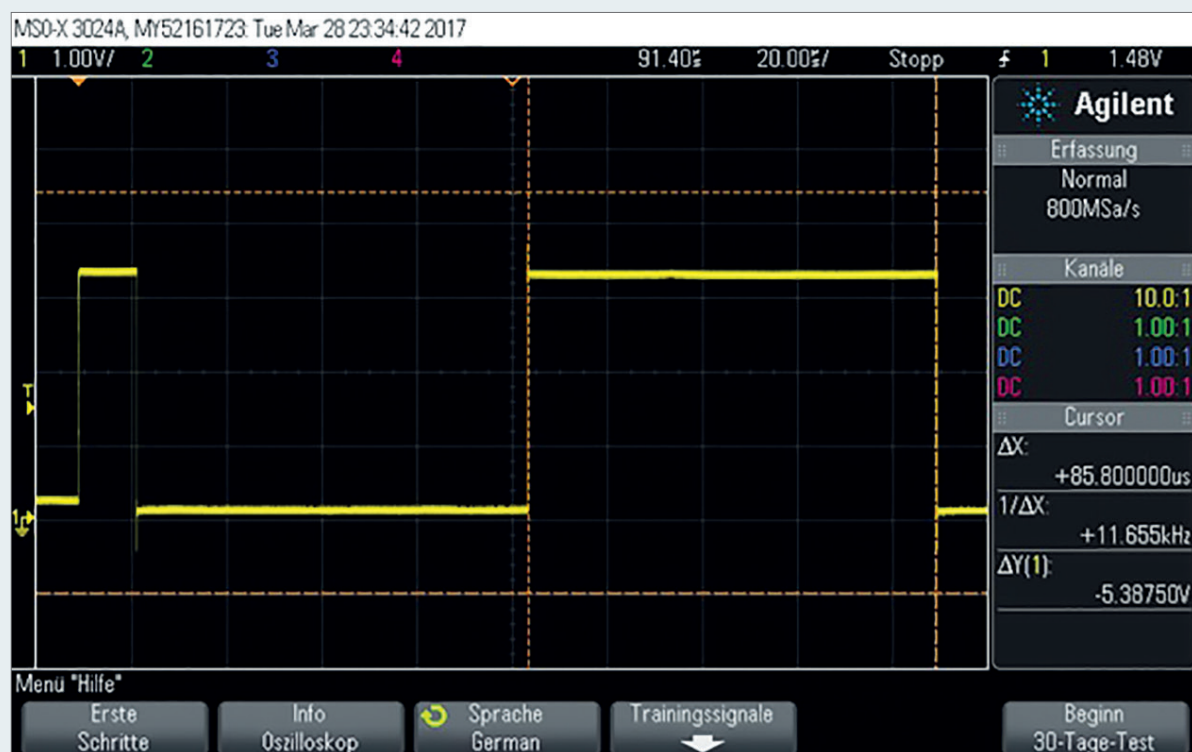 MSO-X 3024A, MY52161723: Tue Mar 28 23:34:42 2017
1 1.00V/ 2 3 4 91.40s 20.00s/ Stopp 1 1.48V
Agilent
Erfassung
Normal
800MSa/s
Kanäle
DC 10.0:1
DC 1.00:1
DC 1.00:1
DC 1.00:1
Cursor
ΔX:
+85.800000us
1/ΔX:
+11.655kHz
ΔY(1):
-5.38750V
T
1
Menü "Hilfe"
Erste
Schritte
Info
Oszilloskop
Sprache
German
Trainingssignale
Beginn
30-Tage-Test